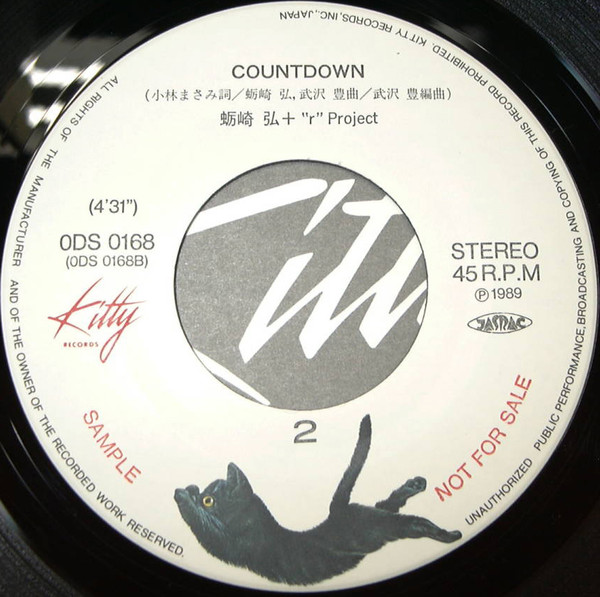 COUNTDOWN
(小林まさみ詞／蛎崎 弘,武沢 豊曲／武沢 豊編曲)
蛎崎 弘＋ "r" Project
(4'31")
ODS 0168
(ODS 0168B)
Kitty
RECORDS
STEREO
45 R.P.M
Ⓟ1989
JASRAC
2
SAMPLE
NOT FOR SALE
ALL RIGHTS OF THE MANUFACTURER AND OF THE OWNER OF THE RECORDED WORK RESERVED.
UNAUTHORIZED PUBLIC PERFORMANCE, BROADCASTING AND COPYING OF THIS RECORD PROHIBITED. KITTY RECORDS, INC., JAPAN